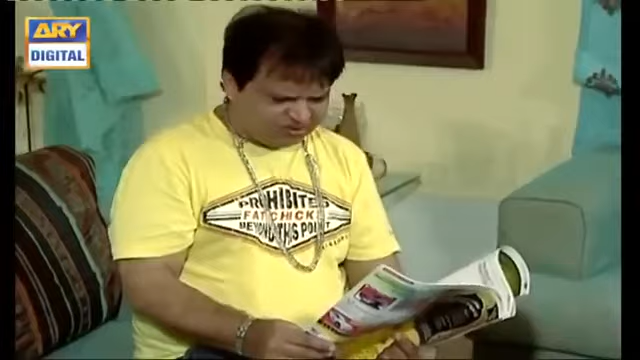 ARY
DIGITAL
PROHIBITED
FAT CHICKS
BEYOND THIS POINT